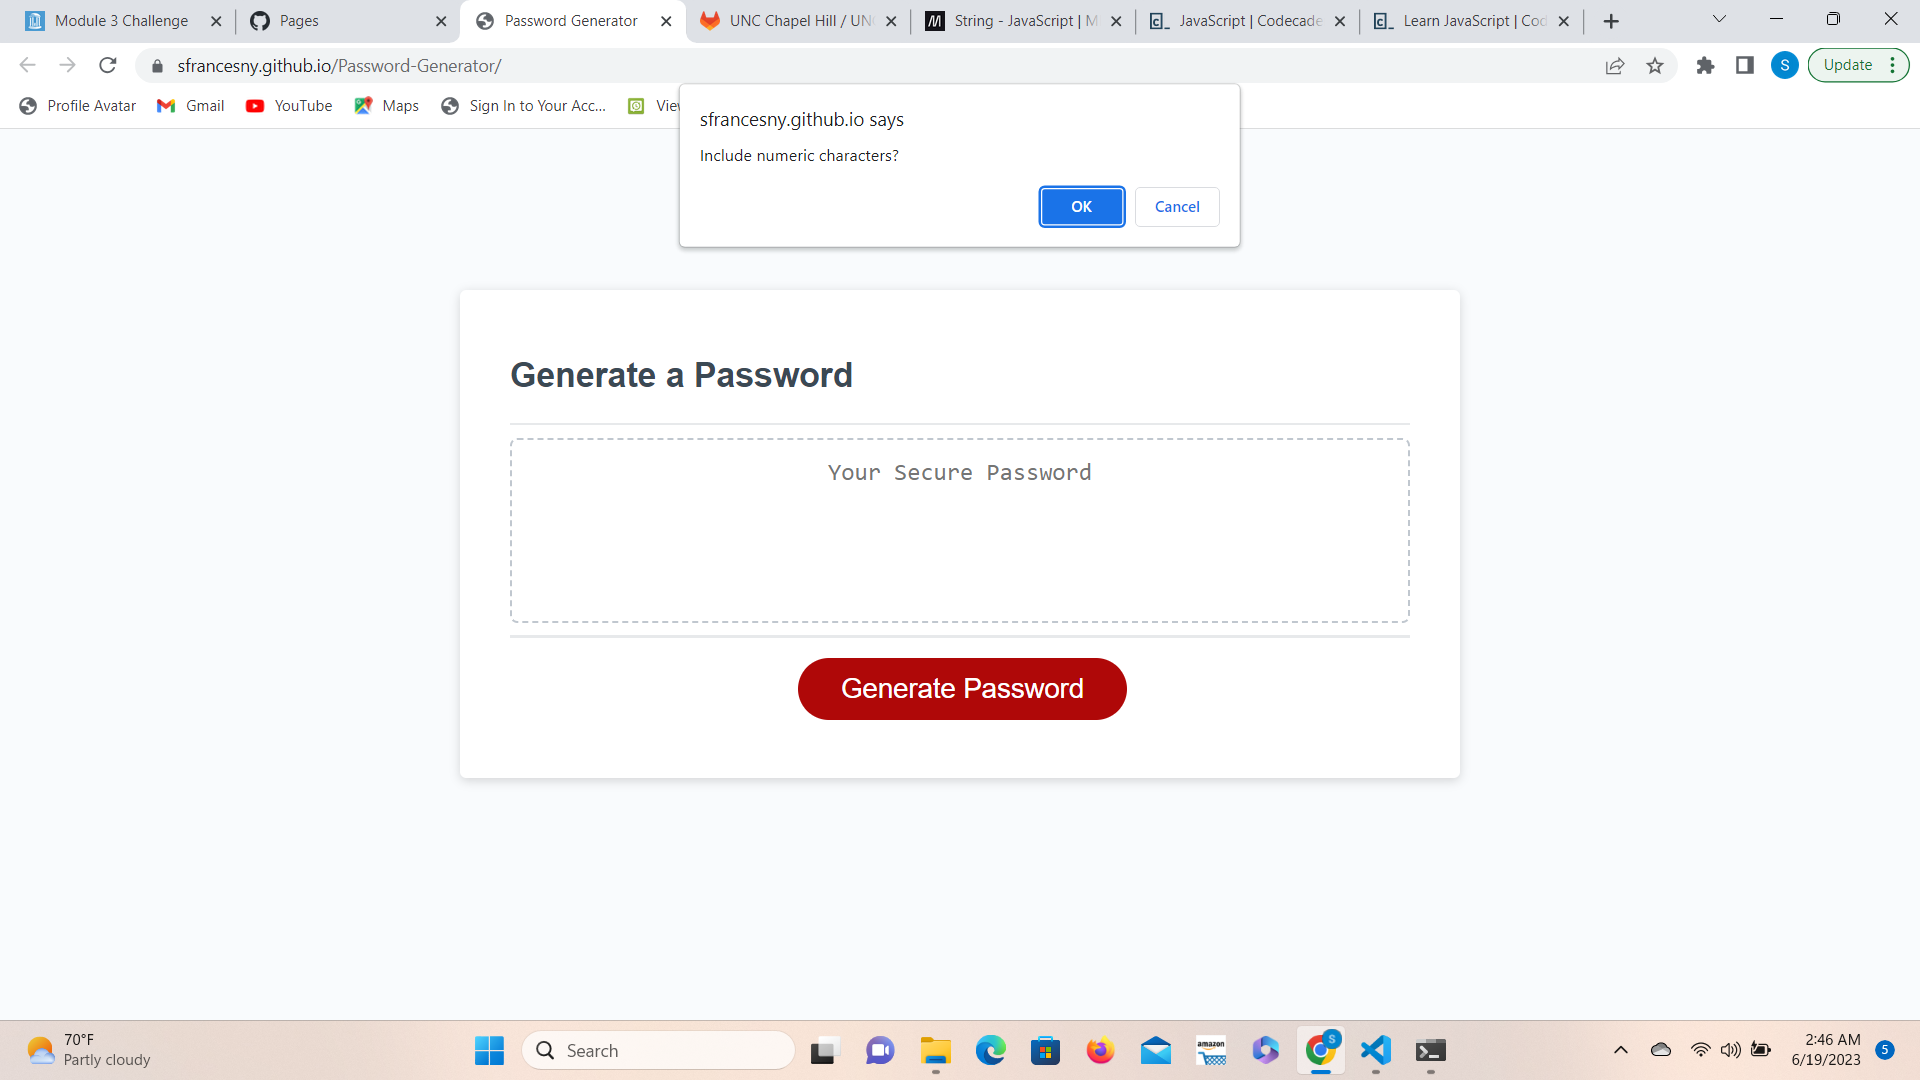 Module 3 Challenge
Pages
Password Generator
UNC Chapel Hill / UN
String - JavaScript | M
JavaScript | Codecade
Learn JavaScript | Cod
sfrancesny.github.io/Password-Generator/
S
Update
Profile Avatar
Gmail
YouTube
Maps
Sign In to Your Acc...
Vie
sfrancesny.github.io says
Include numeric characters?
OK
Cancel
Generate a Password
Your Secure Password
Generate Password
70°F
Partly cloudy
Search
amazon
S
2:46 AM
6/19/2023
5